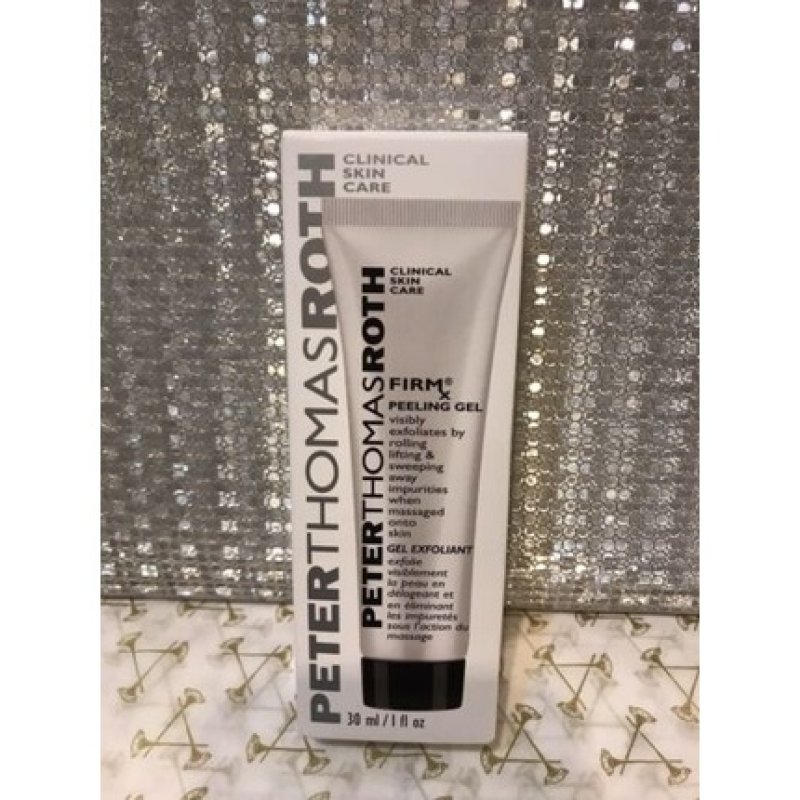 PETERTHOMASROTH
CLINICAL
SKIN
CARE
PETERTHOMASROTH
CLINICAL
SKIN
CARE
FIRMx®
PEELING GEL
visibly
exfoliates by
rolling
lifting &
sweeping
away
impurities
when
massaged
onto
skin
GEL EXFOLIANT
exfolie
visiblement
la peau en
délogeant et
en éliminant
les impuretés
sous l'action du
massage
30 ml / 1 fl oz